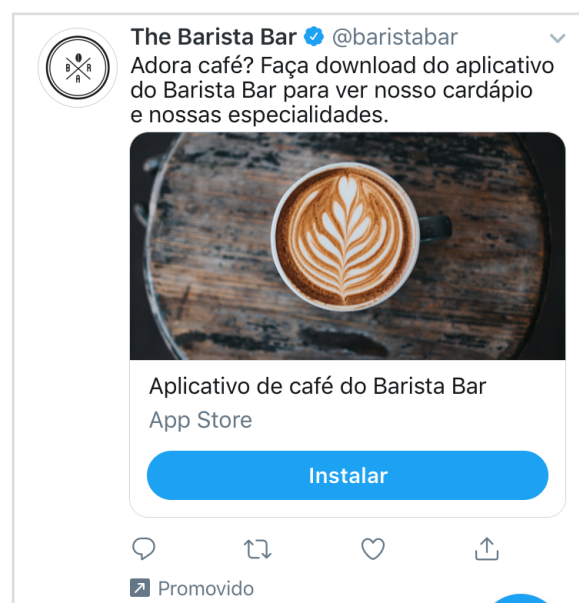 The Barista Bar @baristabar
Adora café? Faça download do aplicativo
do Barista Bar para ver nosso cardápio
e nossas especialidades.
B R
A
Aplicativo de café do Barista Bar
App Store
Instalar
Promovido